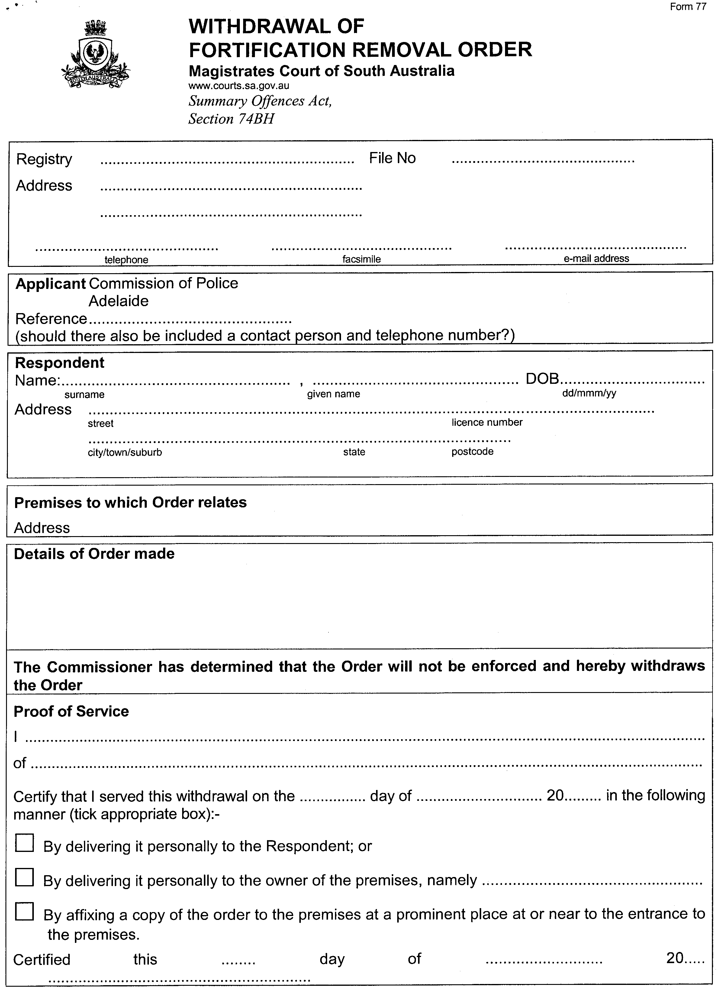 Form 77
WITHDRAWAL OF
FORTIFICATION REMOVAL ORDER
Magistrates Court of South Australia
www.courts.sa.gov.au
Summary Offences Act,
Section 74BH
SOUTH AUSTRALIA
Registry .............................................................. File No ............................................
Address ................................................................
................................................................
............................................ ............................................ ............................................
telephone facsimile e-mail address
Applicant Commission of Police
Adelaide
Reference................................................
(should there also be included a contact person and telephone number?)
Respondent
Name:...................................................... , ................................................. DOB..................................
surname given name dd/mmm/yy
Address ........................................................................................................................................
street licence number
......................................................................................................
city/town/suburb state postcode
Premises to which Order relates
Address
Details of Order made
The Commissioner has determined that the Order will not be enforced and hereby withdraws
the Order
Proof of Service
I ....................................................................................................................................................................
of ..................................................................................................................................................................
Certify that I served this withdrawal on the ................ day of .............................. 20......... in the following
manner (tick appropriate box):-
By delivering it personally to the Respondent; or
By delivering it personally to the owner of the premises, namely .....................................................
By affixing a copy of the order to the premises at a prominent place at or near to the entrance to
the premises.
Certified this ........ day of ............................ 20.....
...............................................................